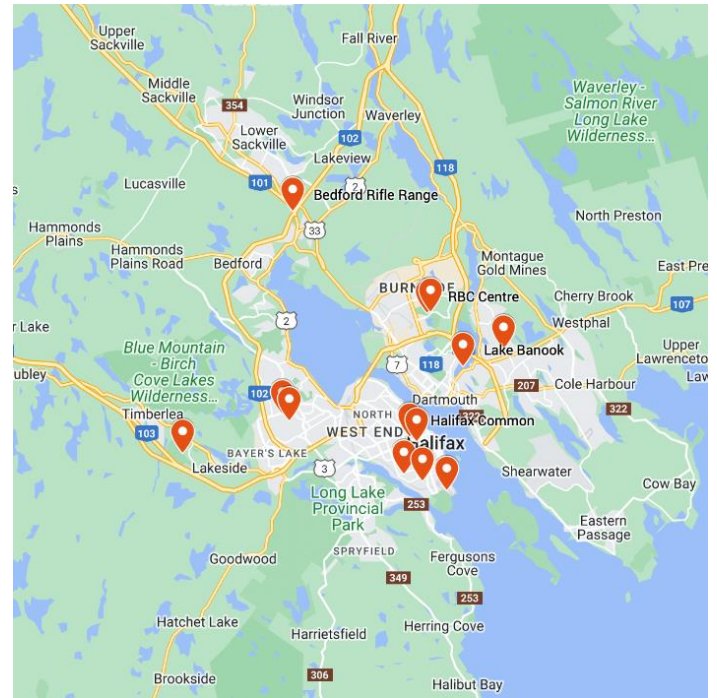 Upper
Sackville
Fall River
Middle
Sackville
354
Windsor
Junction
102
Waverley
Waverley -
Salmon River
Long Lake
Wilderness...
Lower
Sackville
Lakeview
118
101
2
Lucasville
Bedford Rifle Range
North Preston
Hammonds
Plains
33
Hammonds
Plains Road
Bedford
Montague
Gold Mines
East Pre
RBC Centre
Cherry Brook
107
2
Westphal
Lake Banook
Upper
Lawrenceto
Law
er Lake
Blue Mountain
- Birch
Cove Lakes
Wilderness...
ubley
7
118
207
Cole Harbour
102
Dartmouth
322
322
Timberlea
NORTH
Halifax Common
103
WEST END
Halifax
Lakeside
BAYER'S LAKE
3
Shearwater
Cow Bay
Long Lake
Provincial
Park
253
Eastern
Passage
SPRYFIELD
Goodwood
Fergusons
Cove
349
253
Hatchet Lake
Harrietsfield
Herring Cove
306
Brookside
Halibut Bay